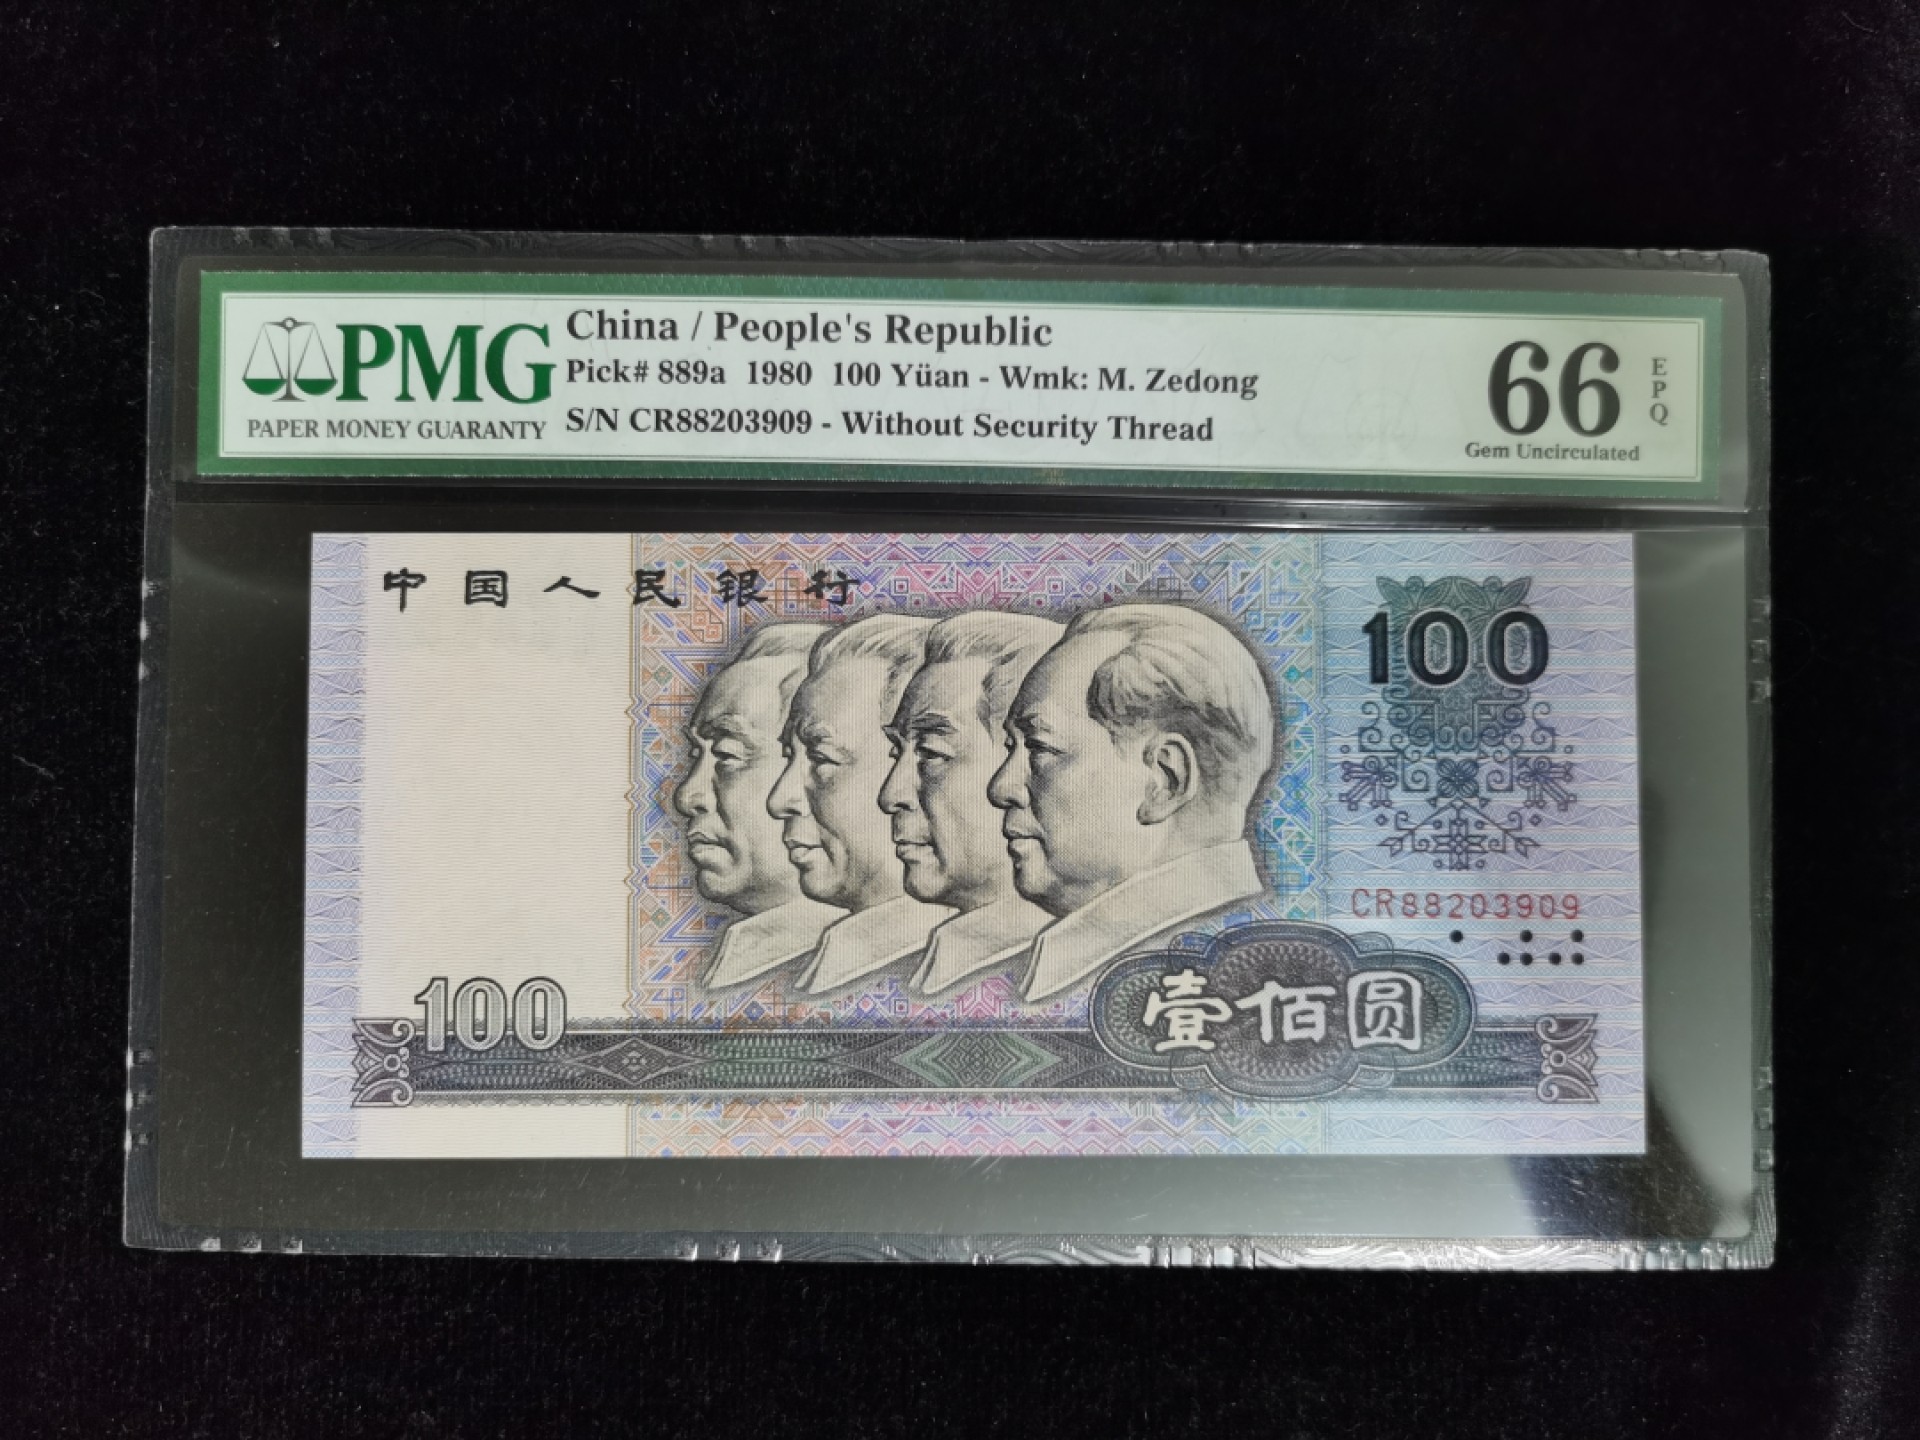 PMG
PAPER MONEY GUARANTY
China / People's Republic
Pick# 889a 1980 100 Yüan - Wmk: M. Zedong
S/N CR88203909 - Without Security Thread
66
EPQ
Gem Uncirculated
中国人民银行
100
CR88203909
100
壹佰圆